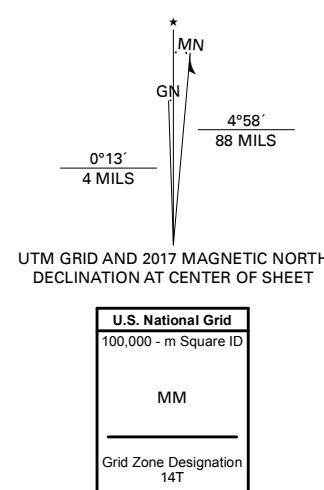 ★
MN
GN
4°58´
88 MILS
0°13´
4 MILS
UTM GRID AND 2017 MAGNETIC NORTH
DECLINATION AT CENTER OF SHEET
U.S. National Grid
100,000 - m Square ID
MM
Grid Zone Designation
14T